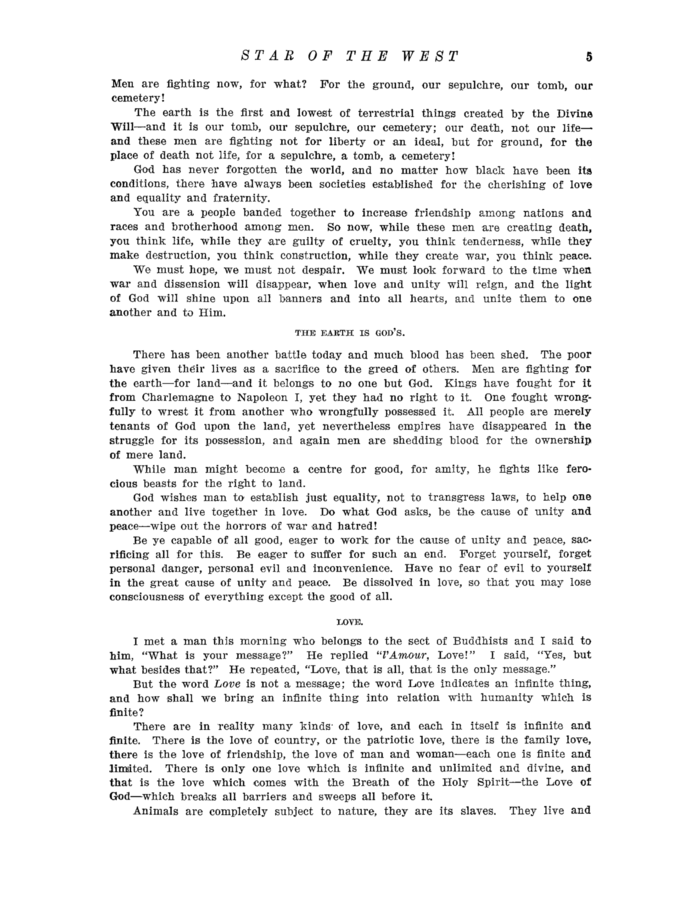 STAR OF THE WEST 5
Men are fighting now, for what? For the ground, our sepulchre, our tomb, our
cemetery!
The earth is the first and lowest of terrestrial things created by the Divine
Will—and it is our tomb, our sepulchre, our cemetery; our death, not our life—
and these men are fighting not for liberty or an ideal, but for ground, for the
place of death not life, for a sepulchre, a tomb, a cemetery!
God has never forgotten the world, and no matter how black have been its
conditions, there have always been societies established for the cherishing of love
and equality and fraternity.
You are a people banded together to increase friendship among nations and
races and brotherhood among men. So now, while these men are creating death,
you think life, while they are guilty of cruelty, you think tenderness, while they
make destruction, you think construction, while they create war, you think peace.
We must hope, we must not despair. We must look forward to the time when
war and dissension will disappear, when love and unity will reign, and the light
of God will shine upon all banners and into all hearts, and unite them to one
another and to Him.
THE EARTH IS GOD'S.
There has been another battle today and much blood has been shed. The poor
have given their lives as a sacrifice to the greed of others. Men are fighting for
the earth—for land—and it belongs to no one but God. Kings have fought for it
from Charlemagne to Napoleon I, yet they had no right to it. One fought wrong-
fully to wrest it from another who wrongfully possessed it. All people are merely
tenants of God upon the land, yet nevertheless empires have disappeared in the
struggle for its possession, and again men are shedding blood for the ownership
of mere land.
While man might become a centre for good, for amity, he fights like fero-
cious beasts for the right to land.
God wishes man to establish just equality, not to transgress laws, to help one
another and live together in love. Do what God asks, be the cause of unity and
peace—wipe out the horrors of war and hatred!
Be ye capable of all good, eager to work for the cause of unity and peace, sac-
rificing all for this. Be eager to suffer for such an end. Forget yourself, forget
personal danger, personal evil and inconvenience. Have no fear of evil to yourself
in the great cause of unity and peace. Be dissolved in love, so that you may lose
consciousness of everything except the good of all.
LOVE.
I met a man this morning who belongs to the sect of Buddhists and I said to
him, "What is your message?" He replied "l'Amour, Love!" I said, "Yes, but
what besides that?" He repeated, "Love, that is all, that is the only message."
But the word Love is not a message; the word Love indicates an infinite thing,
and how shall we bring an infinite thing into relation with humanity which is
finite?
There are in reality many kinds of love, and each in itself is infinite and
finite. There is the love of country, or the patriotic love, there is the family love,
there is the love of friendship, the love of man and woman—each one is finite and
limited. There is only one love which is infinite and unlimited and divine, and
that is the love which comes with the Breath of the Holy Spirit—the Love of
God—which breaks all barriers and sweeps all before it.
Animals are completely subject to nature, they are its slaves. They live and